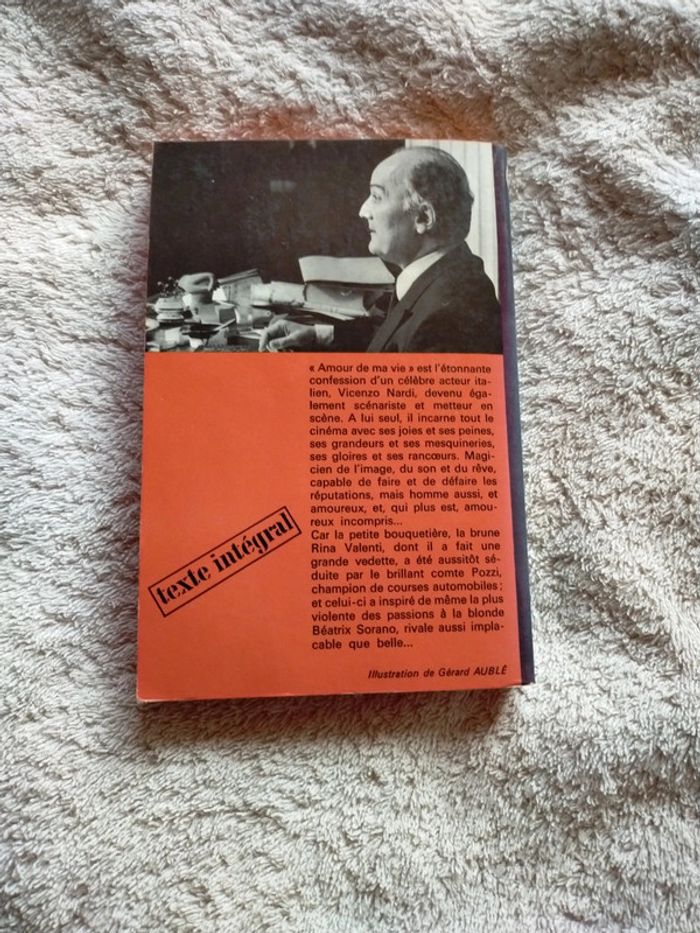 « Amour de ma vie » est l'étonnante
confession d'un célèbre acteur ita-
lien, Vicenzo Nardi, devenu éga-
lement scénariste et metteur en
scène. A lui seul, il incarne tout le
cinéma avec ses joies et ses peines,
ses grandeurs et ses mesquineries,
ses gloires et ses rancœurs. Magi-
cien de l'image, du son et du rêve,
capable de faire et de défaire les
réputations, mais homme aussi, et
amoureux, et, qui plus est, amou-
reux incompris...
Car la petite bouquetière, la brune
Rina Valenti, dont il a fait une
grande vedette, a été aussitôt sé-
duite par le brillant comte Pozzi,
champion de courses automobiles ;
et celui-ci a inspiré de même la plus
violente des passions à la blonde
Béatrix Sorano, rivale aussi impla-
cable que belle...
texte intégral
Illustration de Gérard AUBLÉ